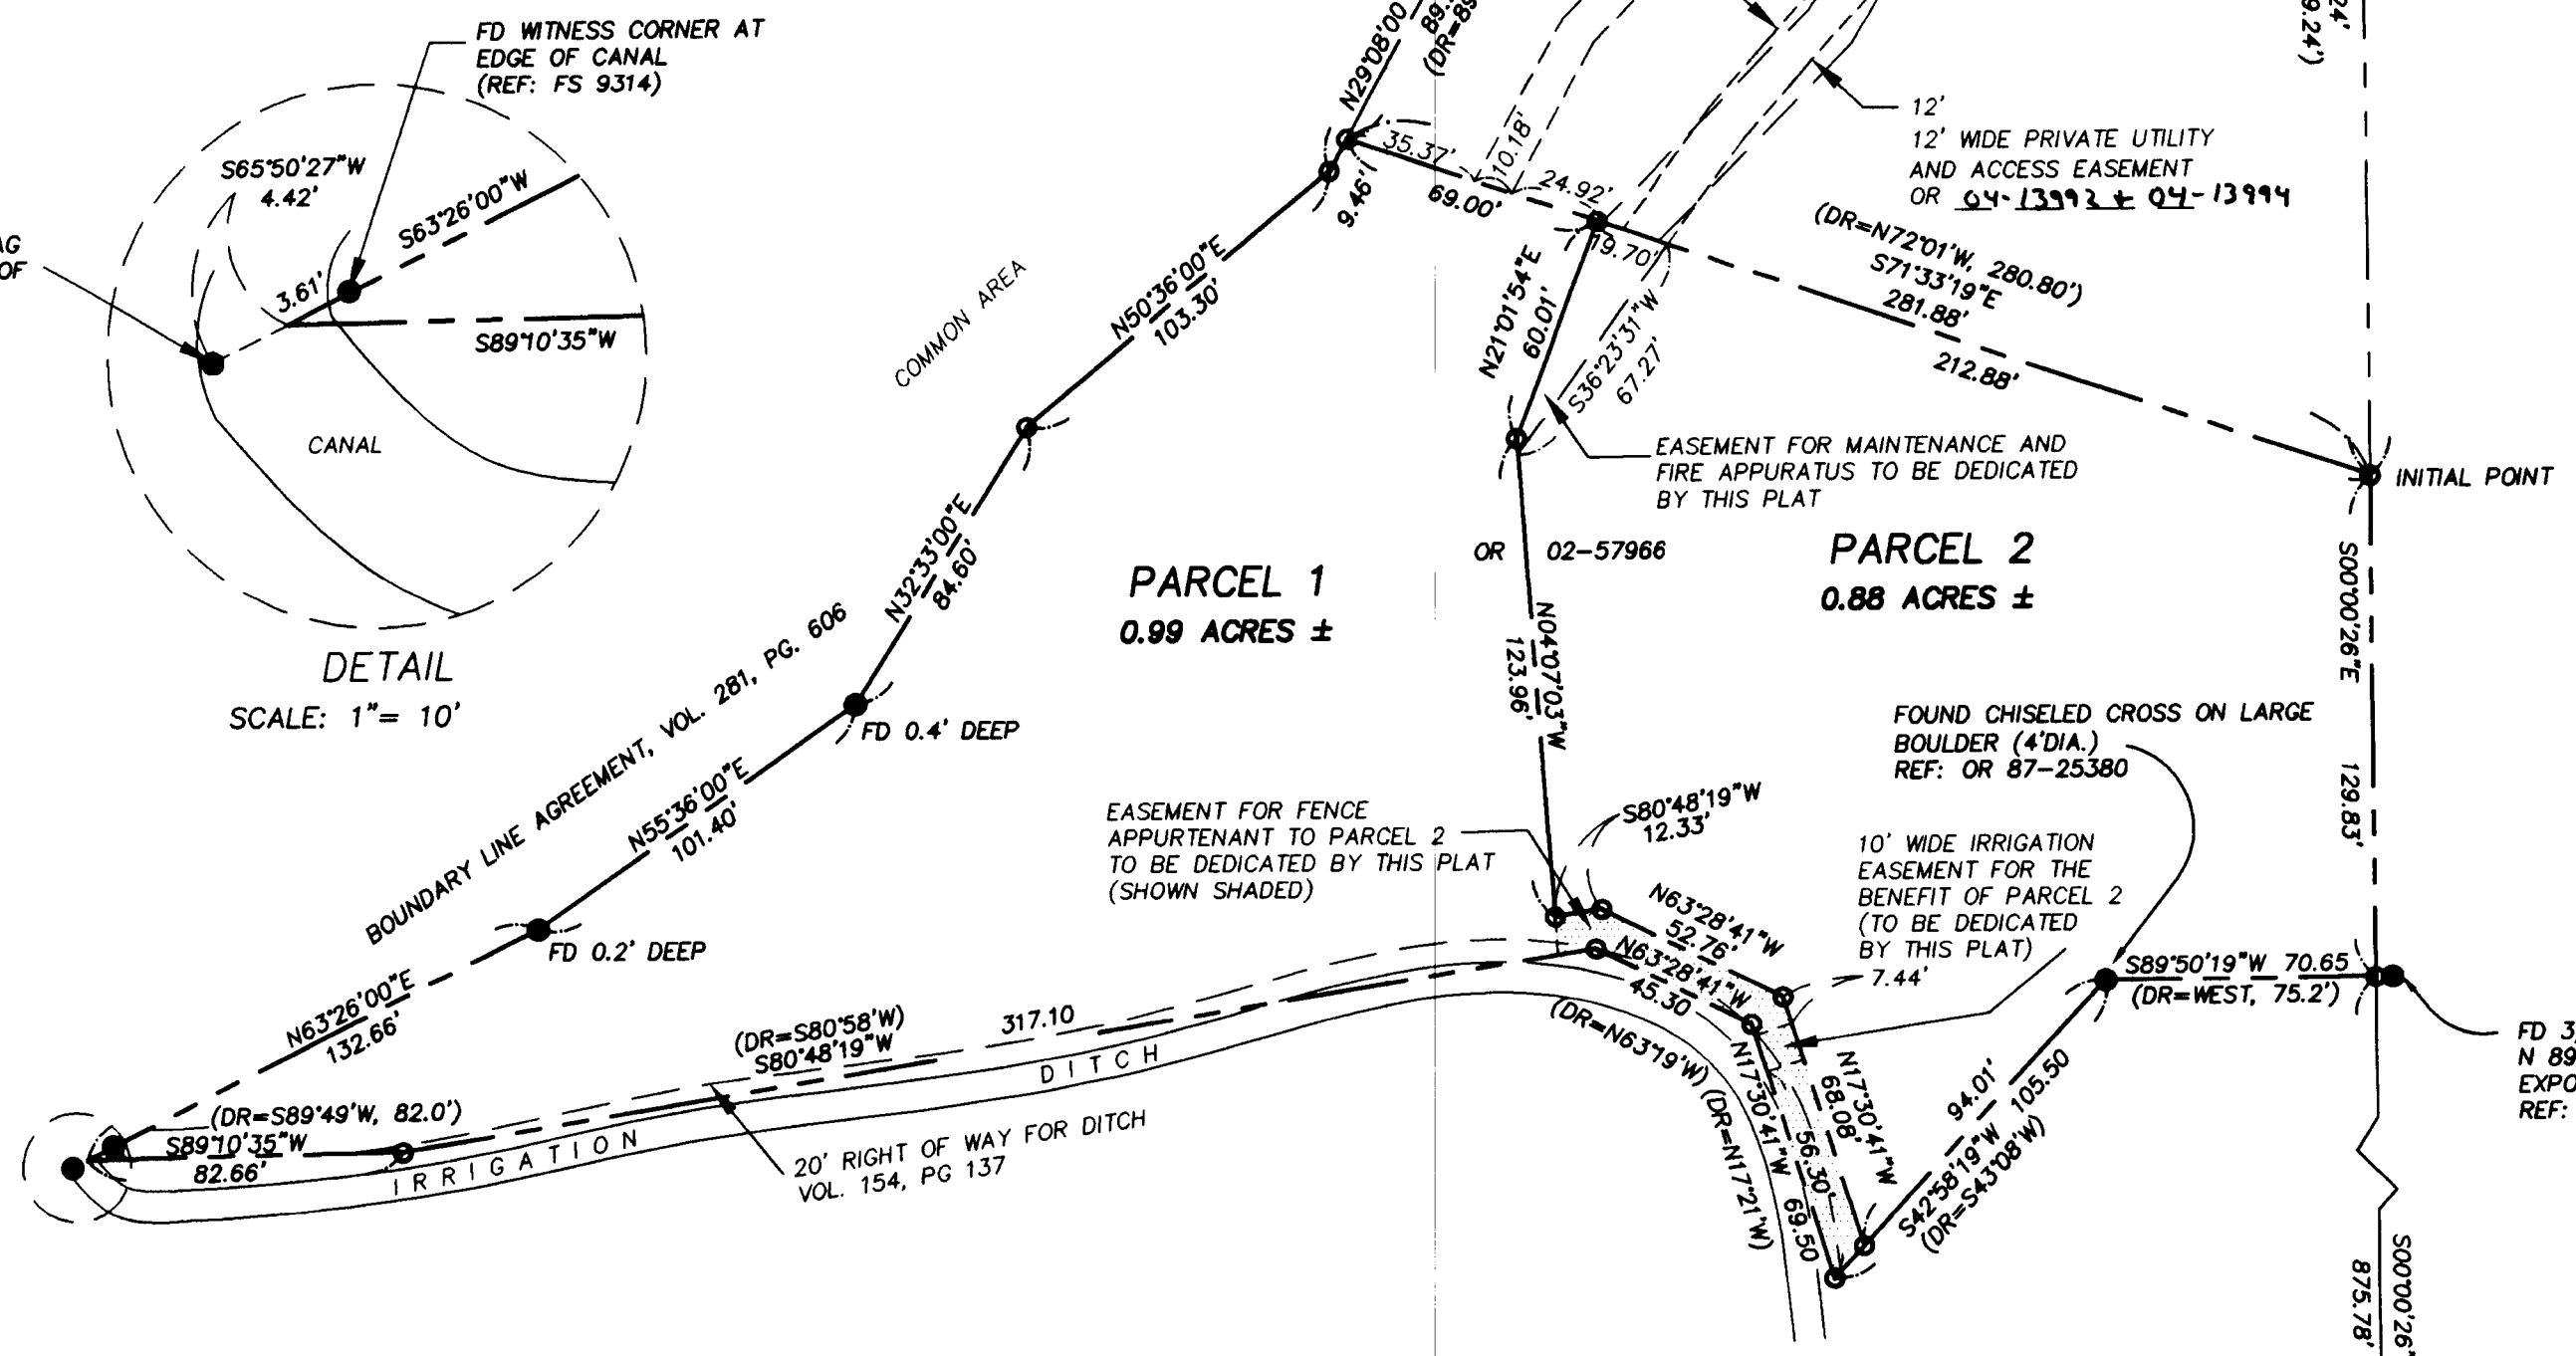 FD WITNESS CORNER AT
EDGE OF CANAL
(REF: FS 9314)
S65°50'27"W
4.42'
S63°26'00"W
3.61'
S89°10'35"W
AG
OF
CANAL
DETAIL
SCALE: 1"= 10'
N29°08'00
(DR=89
35.37'
10.18'
24.92'
69.00'
9.46'
19.70'
12'
12' WIDE PRIVATE UTILITY
AND ACCESS EASEMENT
OR 04-13993 + 04-13994
24'
9.24')
(DR=N72°01'W, 280.80')
S71°33'19"E
281.88'
212.88'
INITIAL POINT
COMMON AREA
N50°36'00"E
103.30'
N21°01'54"E
60.01'
S36°23'31"W
67.27'
EASEMENT FOR MAINTENANCE AND
FIRE APPURATUS TO BE DEDICATED
BY THIS PLAT
OR 02-57966
PARCEL 1
0.99 ACRES ±
PARCEL 2
0.88 ACRES ±
N32°33'00"E
84.60'
N04°07'03"W
123.96'
S00°00'26"E
129.83'
BOUNDARY LINE AGREEMENT, VOL. 281, PG. 606
FD 0.4' DEEP
N55°36'00"E
101.40'
FD 0.2' DEEP
FOUND CHISELED CROSS ON LARGE
BOULDER (4'DIA.)
REF: OR 87-25380
EASEMENT FOR FENCE
APPURTENANT TO PARCEL 2
TO BE DEDICATED BY THIS PLAT
(SHOWN SHADED)
S80°48'19"W
12.33'
10' WIDE IRRIGATION
EASEMENT FOR THE
BENEFIT OF PARCEL 2
(TO BE DEDICATED
BY THIS PLAT)
7.44'
N63°28'41"W
52.76'
N63°28'41"W
45.30
(DR=N63°19'W)
(DR=N17°21'W)
N17°30'41"W
68.08'
N17°30'41"W
56.30'
69.50
S89°50'19"W 70.65
(DR=WEST, 75.2')
94.01'
S42°58'19"W 105.50
(DR=S43°08'W)
FD 3
N 89
EXPO
REF:
N63°26'00"E
132.66'
(DR=S89°49'W, 82.0')
S89°10'35"W
82.66'
(DR=S80°58'W)
S80°48'19"W
317.10
IRRIGATION DITCH
20' RIGHT OF WAY FOR DITCH
VOL. 154, PG 137
S00°00'26"
875.78'